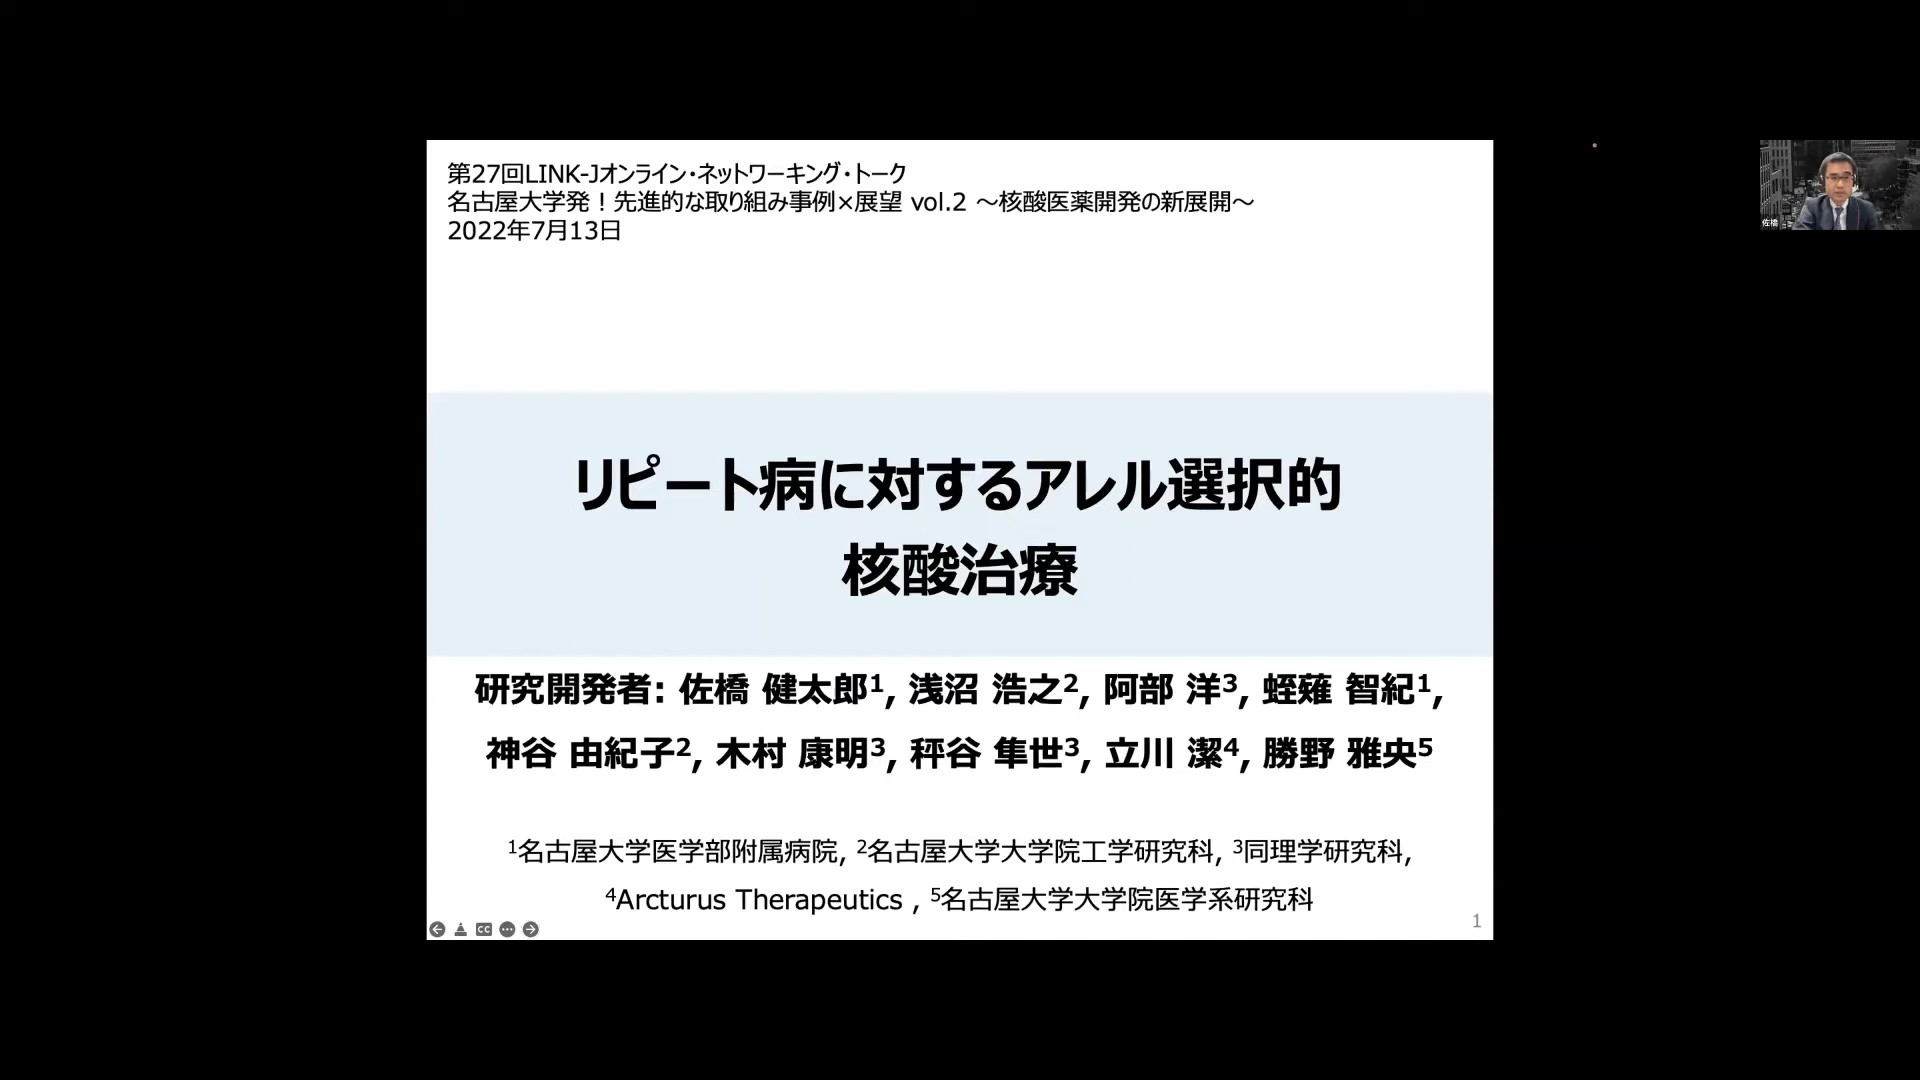 第27回LINK-Jオンライン・ネットワーキング・トーク
名古屋大学発！先進的な取り組み事例×展望 vol.2 ～核酸医薬開発の新展開～
2022年7月13日
佐橋
リピート病に対するアレル選択的
核酸治療
研究開発者: 佐橋 健太郎1, 浅沼 浩之2, 阿部 洋3, 蛭薙 智紀1,
神谷 由紀子2, 木村 康明3, 秤谷 隼世3, 立川 潔4, 勝野 雅央5
1名古屋大学医学部附属病院, 2名古屋大学大学院工学研究科, 3同理学研究科,
4Arcturus Therapeutics , 5名古屋大学大学院医学系研究科
CC
1